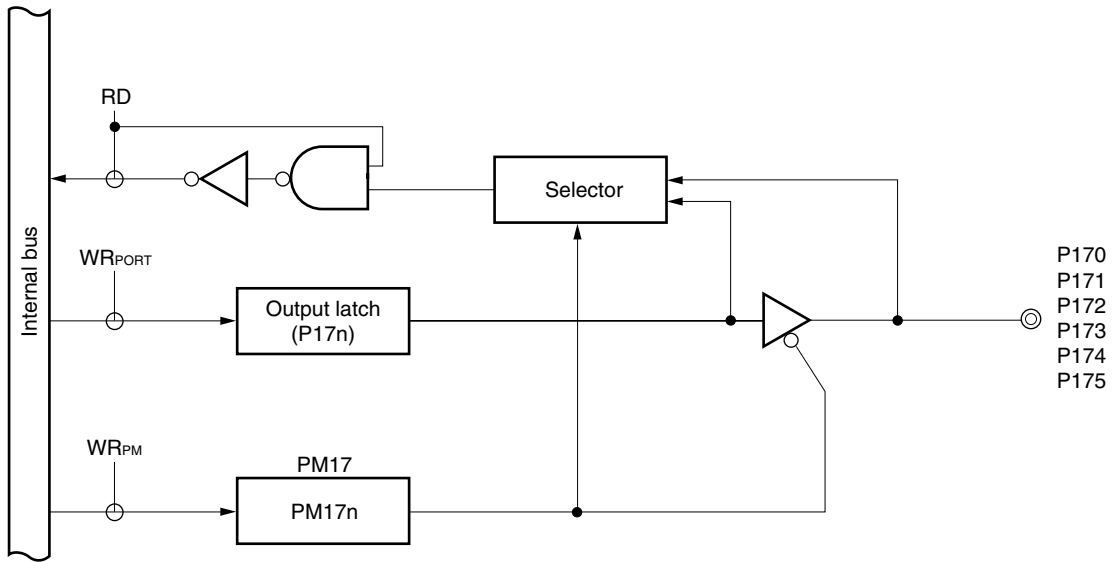 RD
Selector
Internal bus
WRPORT
Output latch
(P17n)
P170
P171
P172
P173
P174
P175
WRPM
PM17
PM17n